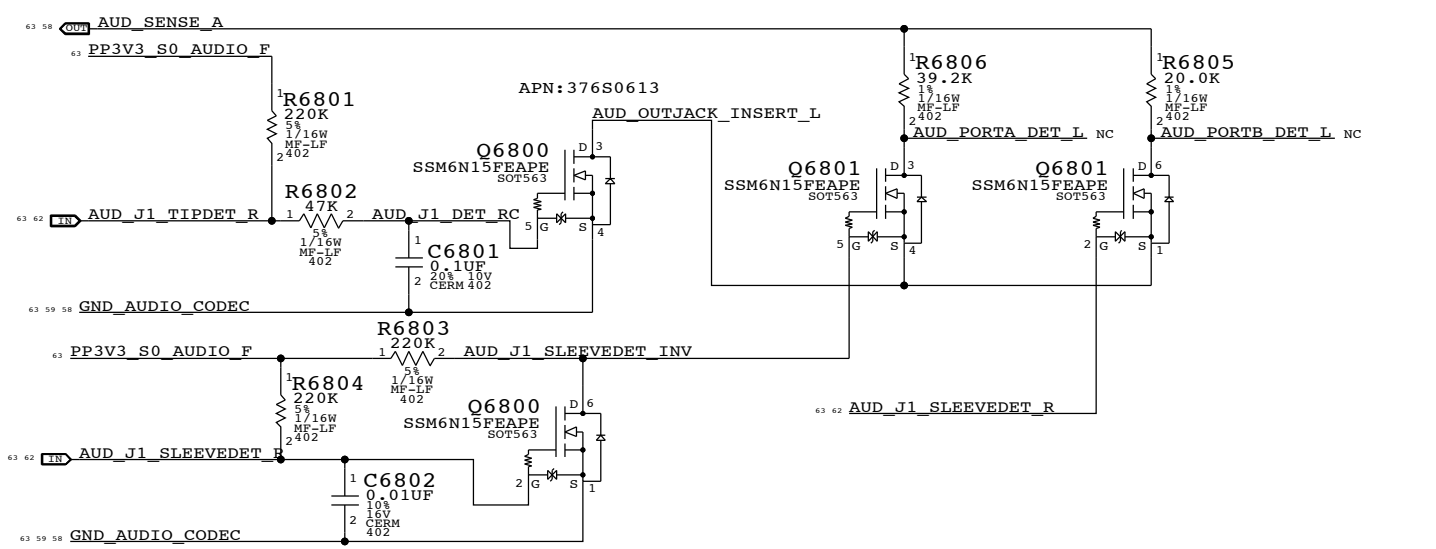 63 58 OUT AUD_SENSE_A
63 PP3V3_S0_AUDIO_F
1
R6801
220K
5%
1/16W
MF-LF
402
2
APN:376S0613
AUD_OUTJACK_INSERT_L
Q6800
SSM6N15FEAPE
SOT563
D 3
5 G S 4
63 62 IN AUD_J1_TIPDET_R
R6802
47K
1 2
5%
1/16W
MF-LF
402
AUD_J1_DET_RC
1
C6801
0.1UF
20% 10V
CERM 402
2
63 59 58 GND_AUDIO_CODEC
1
R6806
39.2K
1%
1/16W
MF-LF
402
2
AUD_PORTA_DET_L NC
Q6801
SSM6N15FEAPE
SOT563
D 3
5 G S 4
1
R6805
20.0K
1%
1/16W
MF-LF
402
2
AUD_PORTB_DET_L NC
Q6801
SSM6N15FEAPE
SOT563
D 6
2 G S 1
63 PP3V3_S0_AUDIO_F
R6803
220K
1 2
5%
1/16W
MF-LF
402
AUD_J1_SLEEVEDET_INV
1
R6804
220K
5%
1/16W
MF-LF
402
2
Q6800
SSM6N15FEAPE
SOT563
D 6
2 G S 1
63 62 AUD_J1_SLEEVEDET_R
63 62 IN AUD_J1_SLEEVEDET_R
1
C6802
0.01UF
10%
16V
CERM
402
2
63 59 58 GND_AUDIO_CODEC